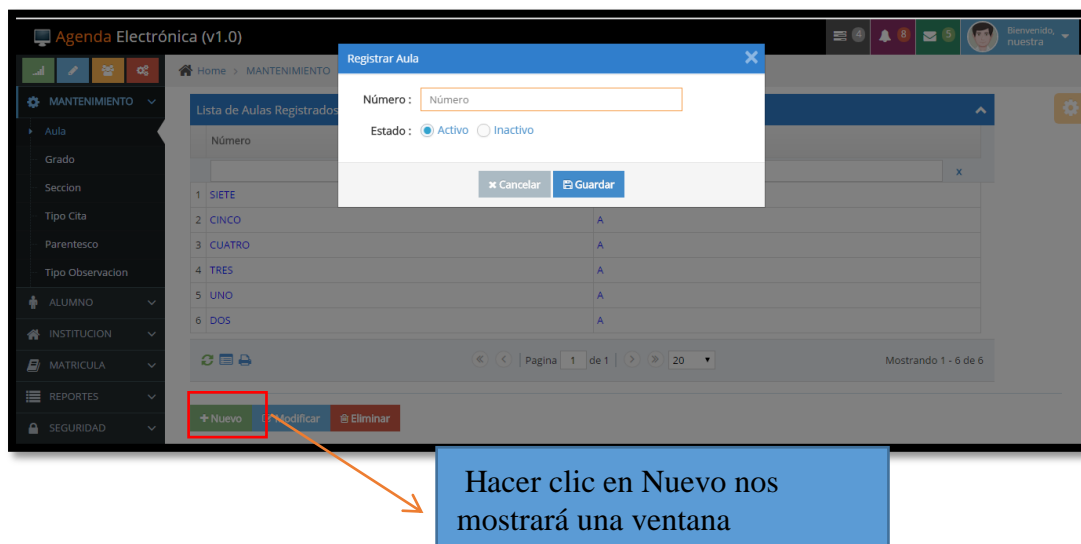 Agenda Electrónica (v1.0)
4
8
5
Bienvenido,
nuestra
Home > MANTENIMIENTO
Registrar Aula
Número :
Número
Estado :
Activo
Inactivo
Cancelar
Guardar
MANTENIMIENTO
Aula
Grado
Seccion
Tipo Cita
Parentesco
Tipo Observacion
ALUMNO
INSTITUCION
MATRICULA
REPORTES
SEGURIDAD
Lista de Aulas Registrados
Número
x
1 SIETE
2 CINCO A
3 CUATRO A
4 TRES A
5 UNO A
6 DOS A
Pagina 1 de 1 20
Mostrando 1 - 6 de 6
+ Nuevo
Modificar
Eliminar
Hacer clic en Nuevo nos
mostrará una ventana